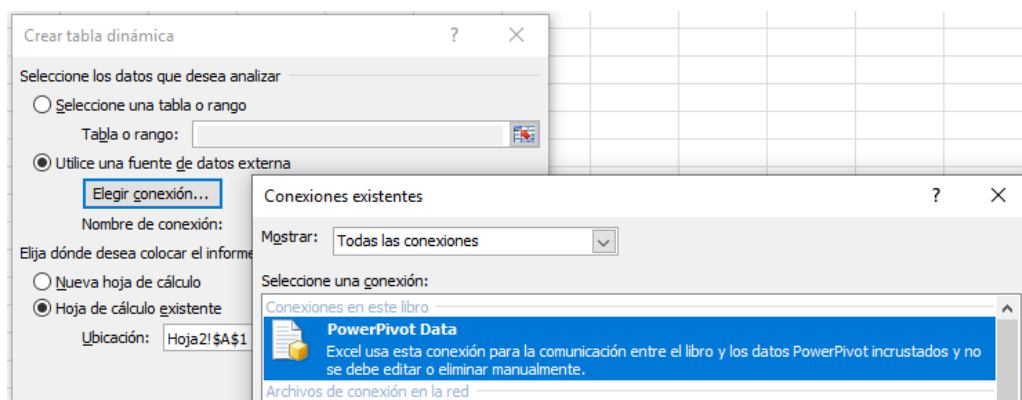 Crear tabla dinámica
Seleccione los datos que desea analizar
Seleccione una tabla o rango
Tabla o rango:
Utilice una fuente de datos externa
Elegir conexión...
Nombre de conexión:
Elija dónde desea colocar el informe
Nueva hoja de cálculo
Hoja de cálculo existente
Ubicación: Hoja2!$A$1
Conexiones existentes
Mostrar: Todas las conexiones
Seleccione una conexión:
Conexiones en este libro
PowerPivot Data
Excel usa esta conexión para la comunicación entre el libro y los datos PowerPivot incrustados y no
se debe editar o eliminar manualmente.
Archivos de conexión en la red